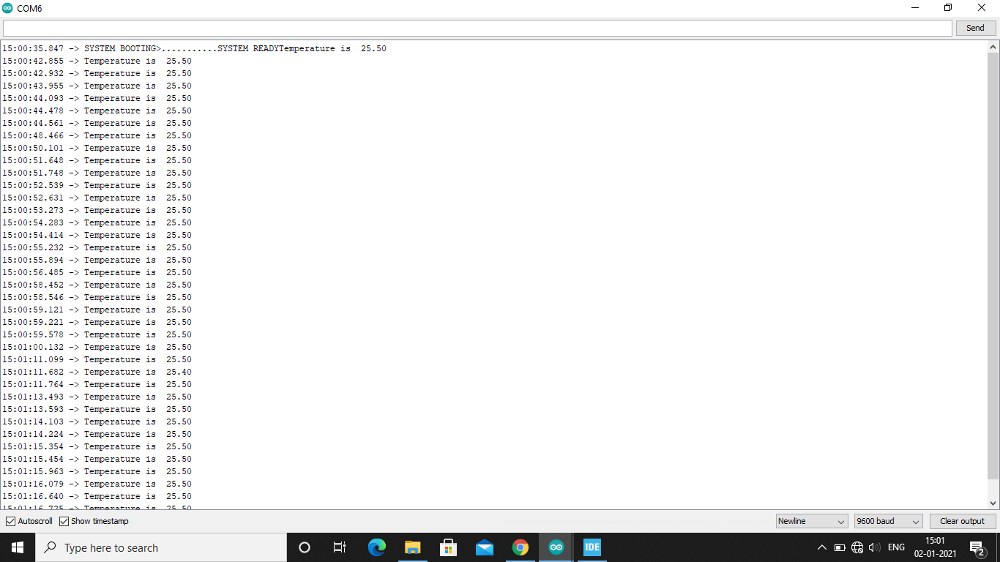 COM6
Send
15:00:35.847 -> SYSTEM BOOTING>...........SYSTEM READYTemperature is  25.50
15:00:42.855 -> Temperature is  25.50
15:00:42.932 -> Temperature is  25.50
15:00:43.955 -> Temperature is  25.50
15:00:44.093 -> Temperature is  25.50
15:00:44.478 -> Temperature is  25.50
15:00:44.561 -> Temperature is  25.50
15:00:48.466 -> Temperature is  25.50
15:00:50.101 -> Temperature is  25.50
15:00:51.648 -> Temperature is  25.50
15:00:51.748 -> Temperature is  25.50
15:00:52.539 -> Temperature is  25.50
15:00:52.631 -> Temperature is  25.50
15:00:53.273 -> Temperature is  25.50
15:00:54.283 -> Temperature is  25.50
15:00:54.414 -> Temperature is  25.50
15:00:55.232 -> Temperature is  25.50
15:00:55.894 -> Temperature is  25.50
15:00:56.485 -> Temperature is  25.50
15:00:58.452 -> Temperature is  25.50
15:00:58.546 -> Temperature is  25.50
15:00:59.121 -> Temperature is  25.50
15:00:59.221 -> Temperature is  25.50
15:00:59.578 -> Temperature is  25.50
15:01:00.132 -> Temperature is  25.50
15:01:11.099 -> Temperature is  25.50
15:01:11.682 -> Temperature is  25.40
15:01:11.764 -> Temperature is  25.50
15:01:13.493 -> Temperature is  25.50
15:01:13.593 -> Temperature is  25.50
15:01:14.103 -> Temperature is  25.50
15:01:14.224 -> Temperature is  25.50
15:01:15.354 -> Temperature is  25.50
15:01:15.454 -> Temperature is  25.50
15:01:15.963 -> Temperature is  25.50
15:01:16.079 -> Temperature is  25.50
15:01:16.640 -> Temperature is  25.50
15:01:16.725 -> Temperature is  25.50
Autoscroll Show timestamp Newline 9600 baud Clear output
Type here to search IDE ENG 15:01
02-01-2021 2